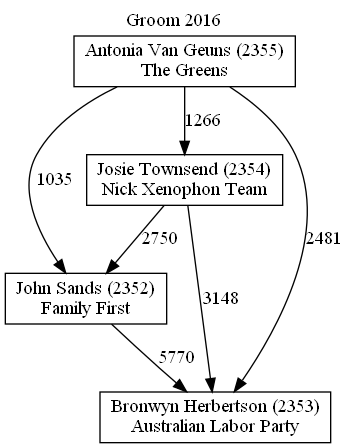 Groom 2016
Antonia Van Geuns (2355)
The Greens
1266
Josie Townsend (2354)
Nick Xenophon Team
1035
2750
2481
John Sands (2352)
Family First
3148
5770
Bronwyn Herbertson (2353)
Australian Labor Party